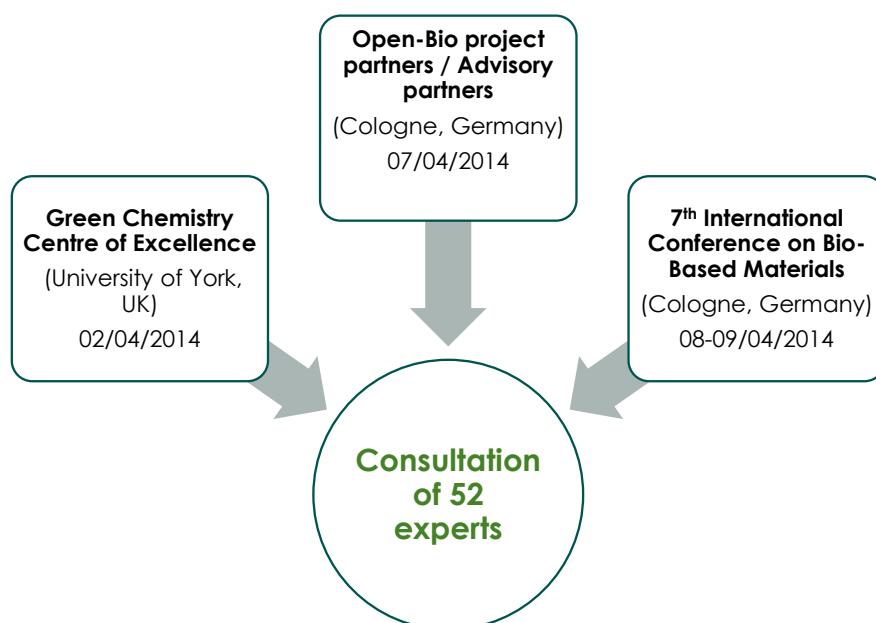 Open-Bio project
partners / Advisory
partners
(Cologne, Germany)
07/04/2014
Green Chemistry
Centre of Excellence
(University of York,
UK)
02/04/2014
7th International
Conference on Bio-
Based Materials
(Cologne, Germany)
08-09/04/2014
Consultation
of 52
experts